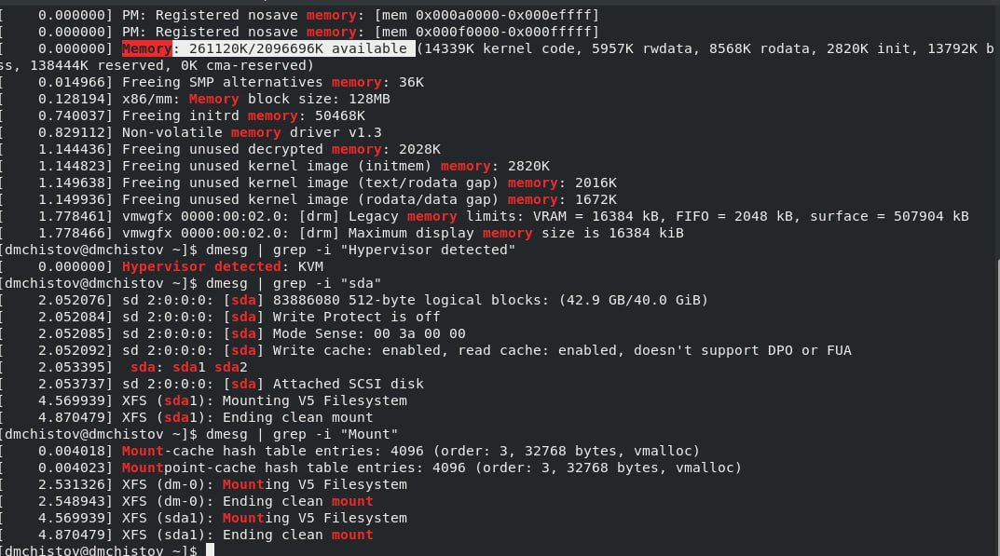 [    0.000000] PM: Registered nosave memory: [mem 0x000a0000-0x000effff]
[    0.000000] PM: Registered nosave memory: [mem 0x000f0000-0x000fffff]
[    0.000000] Memory: 261120K/2096696K available (14339K kernel code, 5957K rwdata, 8568K rodata, 2820K init, 13792K b
ss, 138444K reserved, 0K cma-reserved)
[    0.014966] Freeing SMP alternatives memory: 36K
[    0.128194] x86/mm: Memory block size: 128MB
[    0.740037] Freeing initrd memory: 50468K
[    0.829112] Non-volatile memory driver v1.3
[    1.144436] Freeing unused decrypted memory: 2028K
[    1.144823] Freeing unused kernel image (initmem) memory: 2820K
[    1.149638] Freeing unused kernel image (text/rodata gap) memory: 2016K
[    1.149936] Freeing unused kernel image (rodata/data gap) memory: 1672K
[    1.778461] vmwgfx 0000:00:02.0: [drm] Legacy memory limits: VRAM = 16384 kB, FIFO = 2048 kB, surface = 507904 kB
[    1.778466] vmwgfx 0000:00:02.0: [drm] Maximum display memory size is 16384 kiB
[dmchistov@dmchistov ~]$ dmesg | grep -i "Hypervisor detected"
[    0.000000] Hypervisor detected: KVM
[dmchistov@dmchistov ~]$ dmesg | grep -i "sda"
[    2.052076] sd 2:0:0:0: [sda] 83886080 512-byte logical blocks: (42.9 GB/40.0 GiB)
[    2.052084] sd 2:0:0:0: [sda] Write Protect is off
[    2.052085] sd 2:0:0:0: [sda] Mode Sense: 00 3a 00 00
[    2.052092] sd 2:0:0:0: [sda] Write cache: enabled, read cache: enabled, doesn't support DPO or FUA
[    2.053395]  sda: sda1 sda2
[    2.053737] sd 2:0:0:0: [sda] Attached SCSI disk
[    4.569939] XFS (sda1): Mounting V5 Filesystem
[    4.870479] XFS (sda1): Ending clean mount
[dmchistov@dmchistov ~]$ dmesg | grep -i "Mount"
[    0.004018] Mount-cache hash table entries: 4096 (order: 3, 32768 bytes, vmalloc)
[    0.004023] Mountpoint-cache hash table entries: 4096 (order: 3, 32768 bytes, vmalloc)
[    2.531326] XFS (dm-0): Mounting V5 Filesystem
[    2.548943] XFS (dm-0): Ending clean mount
[    4.569939] XFS (sda1): Mounting V5 Filesystem
[    4.870479] XFS (sda1): Ending clean mount
[dmchistov@dmchistov ~]$